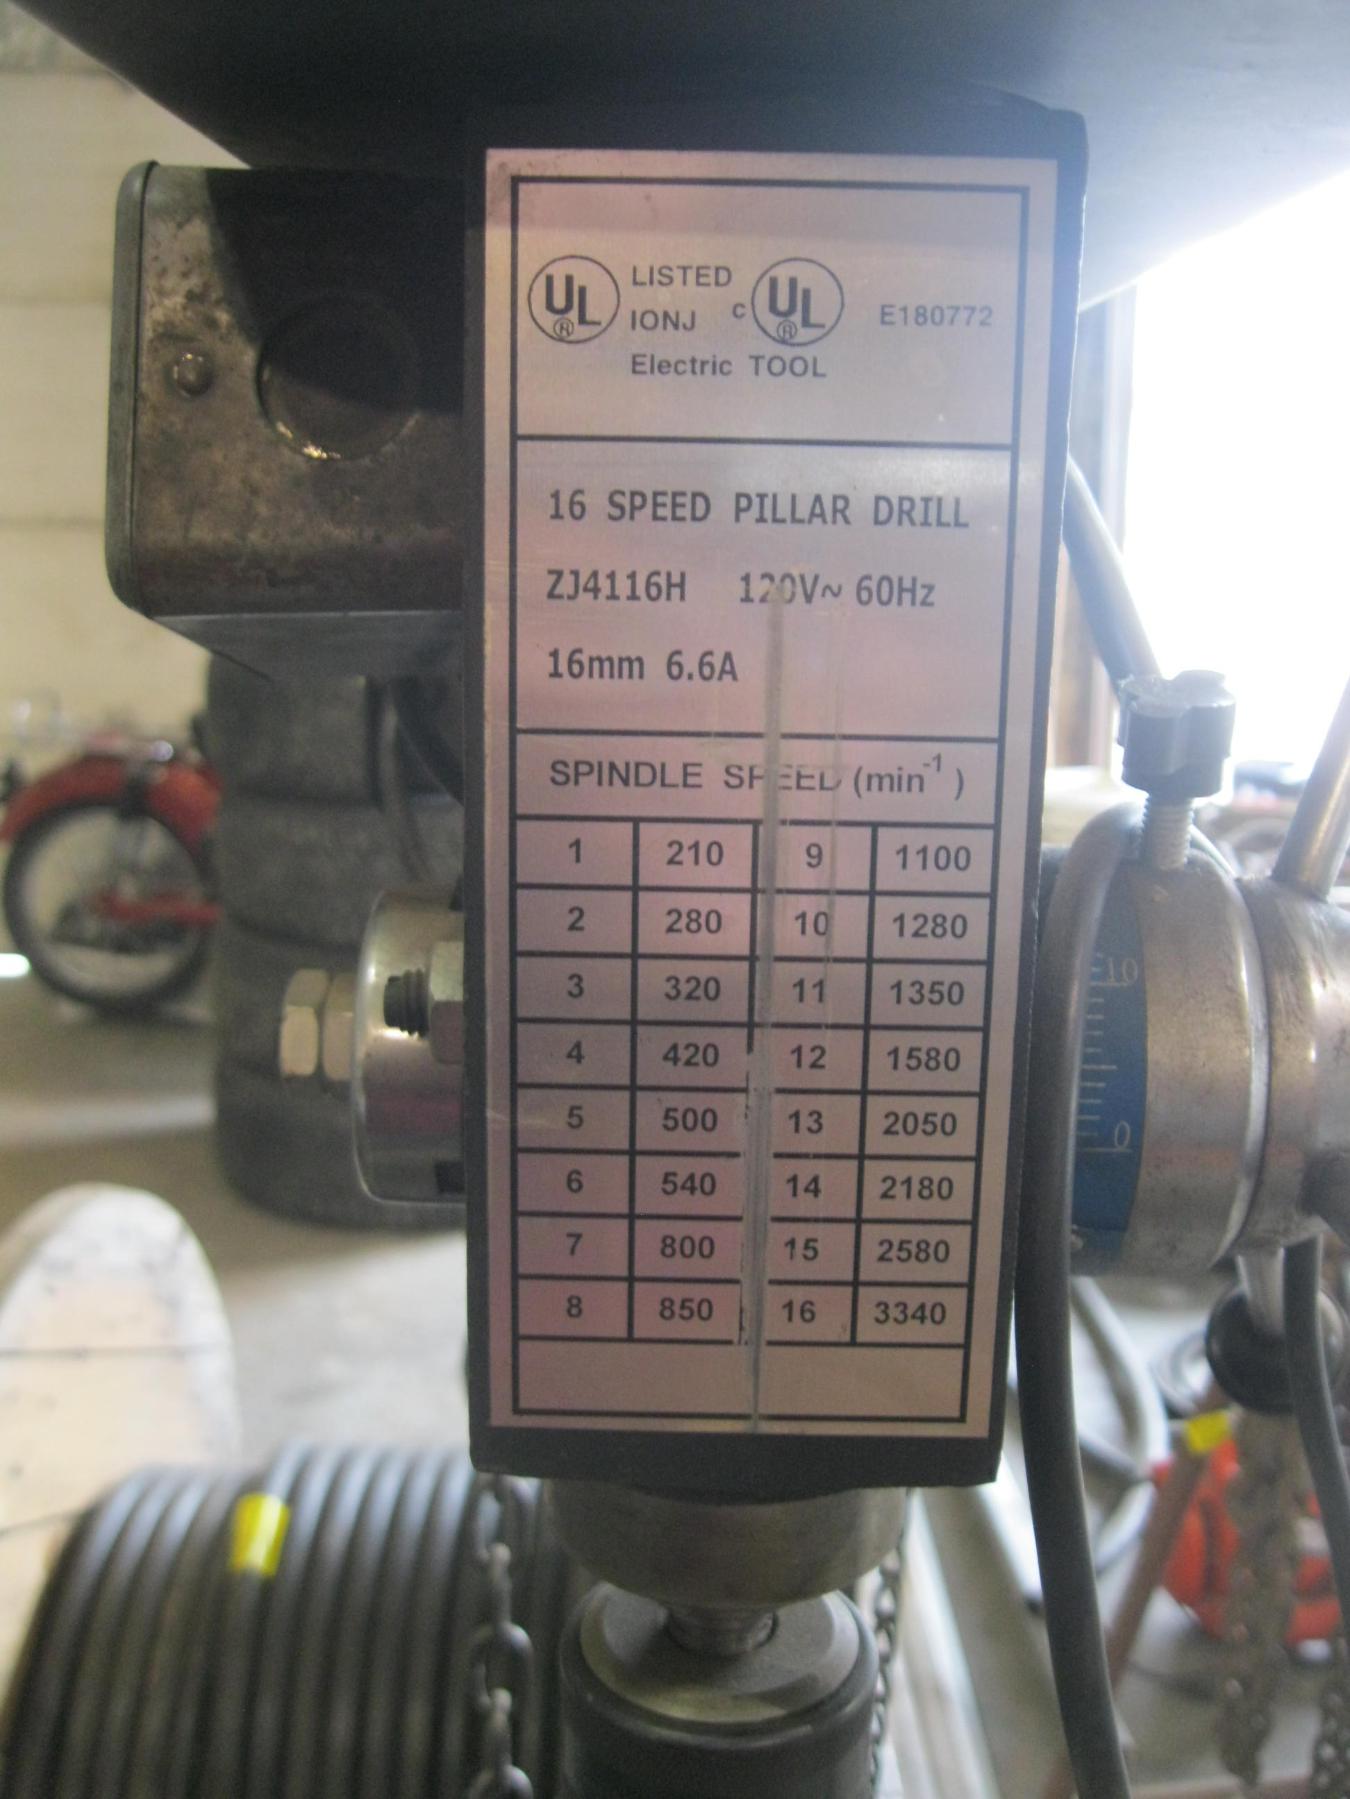 UL® LISTED c UL® E180772
IONJ
Electric TOOL
16 SPEED PILLAR DRILL
ZJ4116H 120V~ 60Hz
16mm 6.6A
SPINDLE SPEED (min-1)
1 210 9 1100
2 280 10 1280
3 320 11 1350
4 420 12 1580
5 500 13 2050
6 540 14 2180
7 800 15 2580
8 850 16 3340
10
0